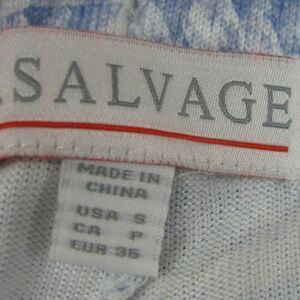 .SALVAGE
MADE IN
CHINA
USA S
CA P
EUR 36